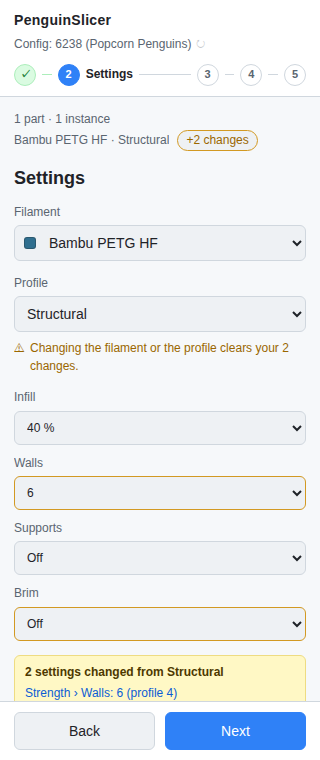 PenguinSlicer
Config: 6238 (Popcorn Penguins)
✓ 2 Settings 3 4 5
1 part · 1 instance
Bambu PETG HF · Structural +2 changes
Settings
Filament
Bambu PETG HF
Profile
Structural
⚠ Changing the filament or the profile clears your 2
changes.
Infill
40 %
Walls
6
Supports
Off
Brim
Off
2 settings changed from Structural
Strength › Walls: 6 (profile 4)
Back Next